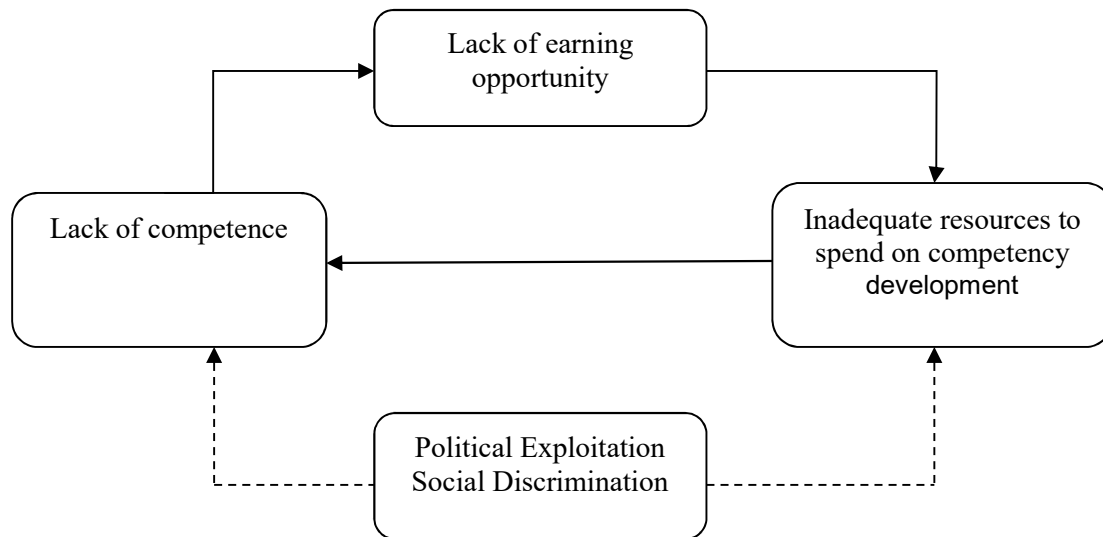 Lack of earning
opportunity
Lack of competence
Inadequate resources to
spend on competency
development
Political Exploitation
Social Discrimination